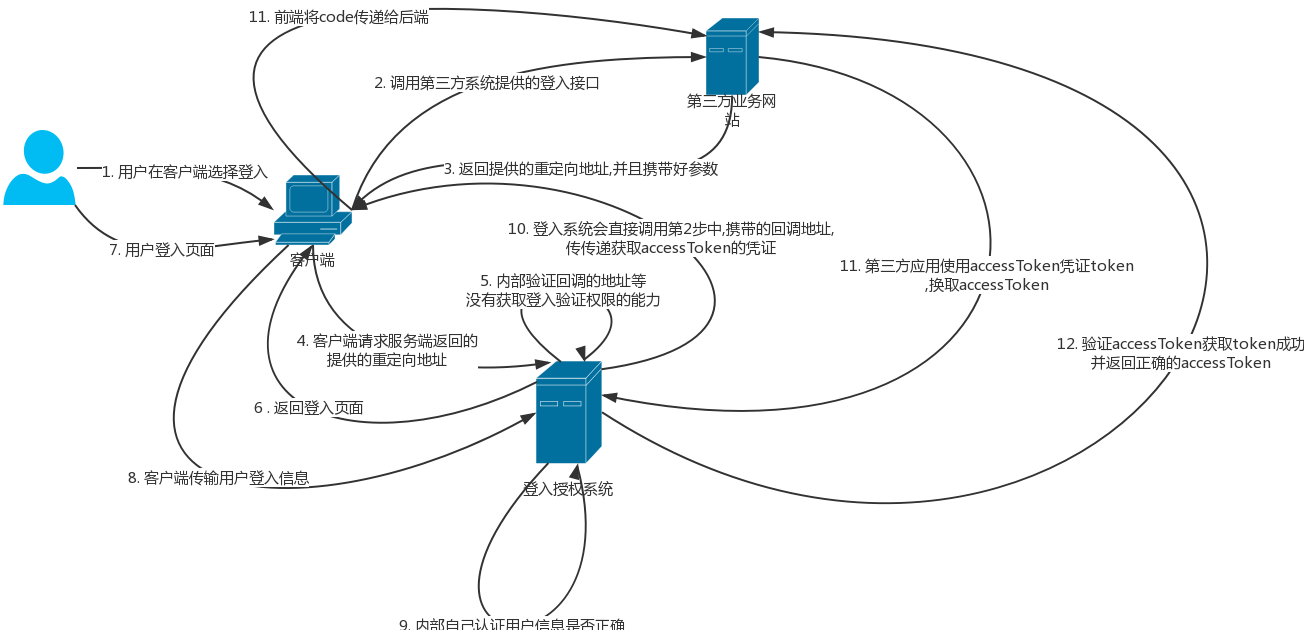 11. 前端将code传递给后端
2. 调用第三方系统提供的登入接口
第三方业务网
站
3. 返回提供的重定向地址,并且携带好参数
1. 用户在客户端选择登入
7. 用户登入页面
客户端
10. 登入系统会直接调用第2步中,携带的回调地址,
传传递获取accessToken的凭证
5. 内部验证回调的地址等
没有获取登入验证权限的能力
11. 第三方应用使用accessToken凭证token
,换取accessToken
4. 客户端请求服务端返回的
提供的重定向地址
12. 验证accessToken获取token成功
并返回正确的accessToken
6 . 返回登入页面
8. 客户端传输用户登入信息
登入授权系统
9. 内部自己认证用户信息是否正确